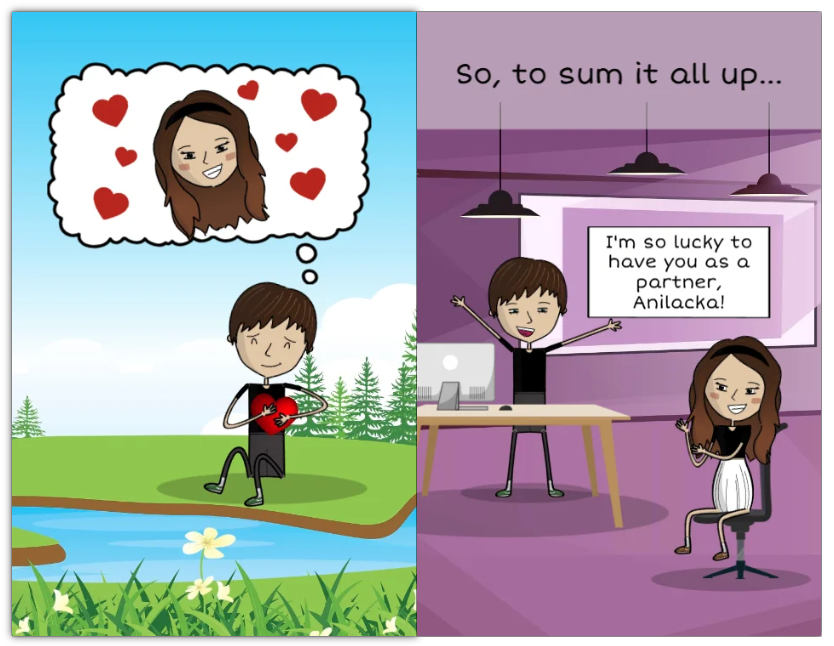 So, to sum it all up...
I'm so lucky to
have you as a
partner,
Anilacka!